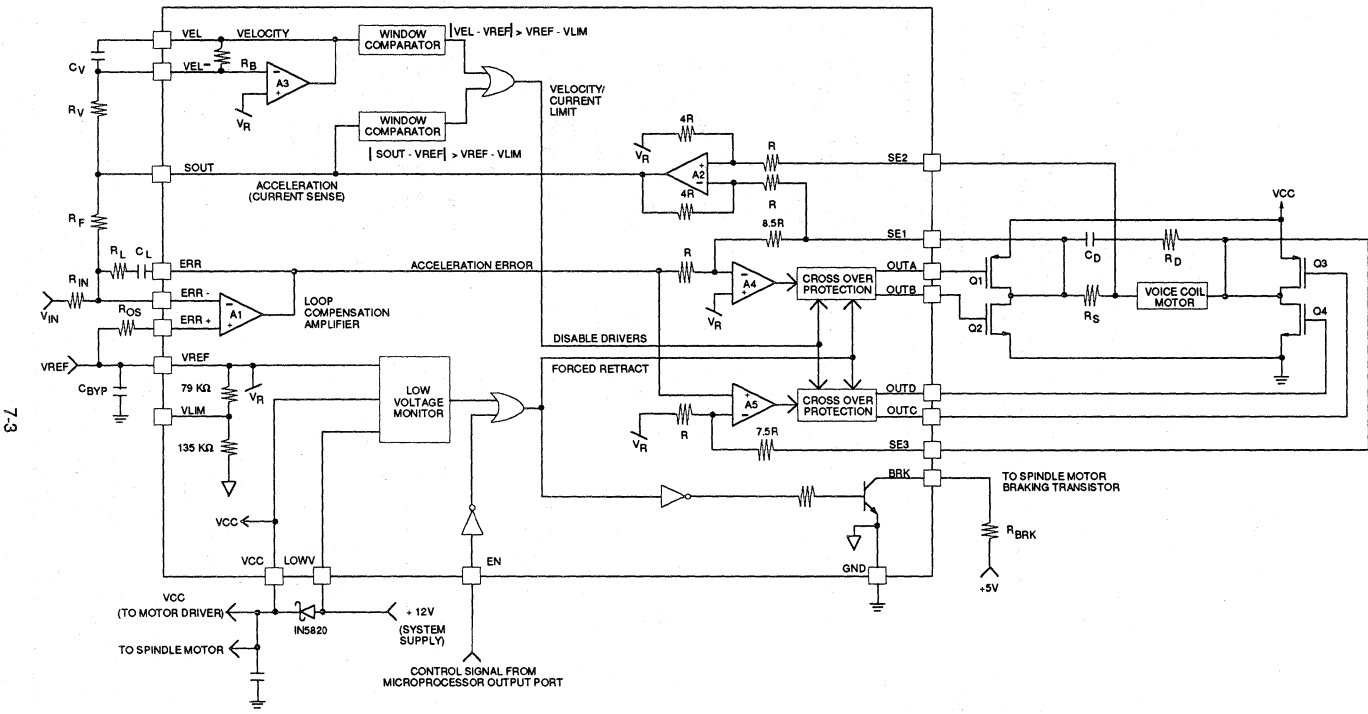 VEL
VELOCITY
WINDOW
COMPARATOR
|VEL - VREF| > VREF - VLIM
CV
VEL-
RB
A3
VR
RV
VELOCITY/
CURRENT
LIMIT
WINDOW
COMPARATOR
| SOUT - VREF| > VREF - VLIM
SOUT
ACCELERATION
(CURRENT SENSE)
4R
VR
A2
R
4R
R
SE2
8.5R
SE1
VCC
RF
RL
CL
ERR
ACCELERATION ERROR
R
A4
VR
CROSS OVER
PROTECTION
OUTA
OUTB
Q1
Q2
CD
RD
RS
VOICE COIL
MOTOR
Q3
Q4
RIN
VIN
ERR -
A1
LOOP
COMPENSATION
AMPLIFIER
ROS
ERR +
DISABLE DRIVERS
VREF
VREF
CBYP
79 KΩ
VR
LOW
VOLTAGE
MONITOR
FORCED RETRACT
VLIM
135 KΩ
A5
CROSS OVER
PROTECTION
OUTD
OUTC
VR
R
7.5R
SE3
BRK
TO SPINDLE MOTOR
BRAKING TRANSISTOR
RBRK
+5V
VCC
VCC
LOWV
EN
GND
VCC
(TO MOTOR DRIVER)
IN5820
+ 12V
(SYSTEM
SUPPLY)
TO SPINDLE MOTOR
CONTROL SIGNAL FROM
MICROPROCESSOR OUTPUT PORT
7-3